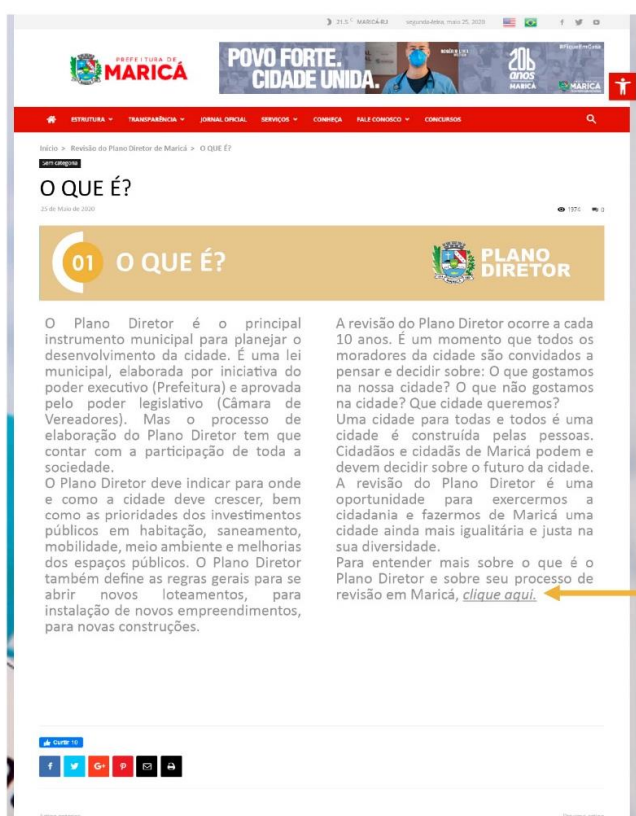 21.5 C MARICÁ-RJ segunda-feira, maio 25, 2020
PREFEITURA DE
MARICÁ
POVO FORTE.
CIDADE UNIDA.
206
anos
MARICÁ
#FiqueEmCasa
MARICÁ
ESTRUTURA TRANSPARÊNCIA JORNAL OFICIAL SERVIÇOS CONHEÇA FALE CONOSCO CONCURSOS
Início > Revisão do Plano Diretor de Maricá > O QUE É?
Sem categoria
O QUE É?
25 de Maio de 2020
1374 0
01 O QUE É?
PLANO
DIRETOR
O Plano Diretor é o principal
instrumento municipal para planejar o
desenvolvimento da cidade. É uma lei
municipal, elaborada por iniciativa do
poder executivo (Prefeitura) e aprovada
pelo poder legislativo (Câmara de
Vereadores). Mas o processo de
elaboração do Plano Diretor tem que
contar com a participação de toda a
sociedade.
O Plano Diretor deve indicar para onde
e como a cidade deve crescer, bem
como as prioridades dos investimentos
públicos em habitação, saneamento,
mobilidade, meio ambiente e melhorias
dos espaços públicos. O Plano Diretor
também define as regras gerais para se
abrir novos loteamentos, para
instalação de novos empreendimentos,
para novas construções.
A revisão do Plano Diretor ocorre a cada
10 anos. É um momento que todos os
moradores da cidade são convidados a
pensar e decidir sobre: O que gostamos
na nossa cidade? O que não gostamos
na cidade? Que cidade queremos?
Uma cidade para todas e todos é uma
cidade é construída pelas pessoas.
Cidadãos e cidadãs de Maricá podem e
devem decidir sobre o futuro da cidade.
A revisão do Plano Diretor é uma
oportunidade para exercermos a
cidadania e fazermos de Maricá uma
cidade ainda mais igualitária e justa na
sua diversidade.
Para entender mais sobre o que é o
Plano Diretor e sobre seu processo de
revisão em Maricá, clique aqui.
Curtir 10